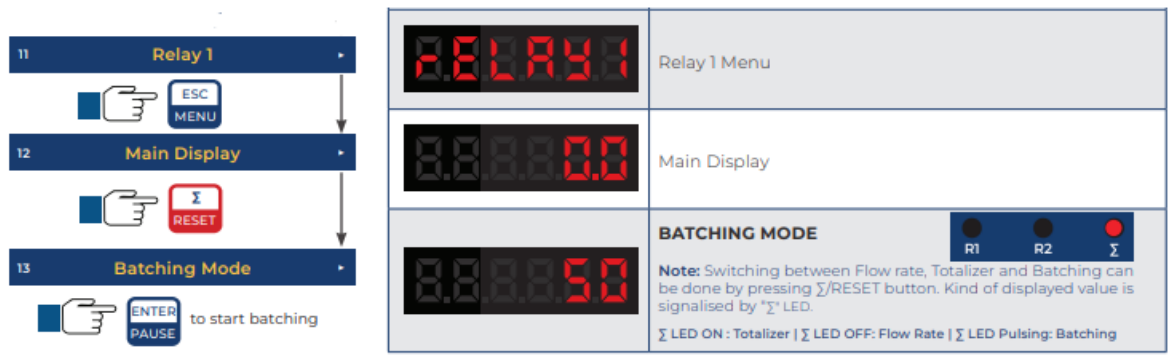 11 Relay 1
ESC
MENU
12 Main Display
Σ
RESET
13 Batching Mode
ENTER
PAUSE
to start batching
rELAY1
Relay 1 Menu
0.0
Main Display
50
BATCHING MODE
R1 R2 Σ
Note: Switching between Flow rate, Totalizer and Batching can
be done by pressing ∑/RESET button. Kind of displayed value is
signalised by "∑" LED.
∑ LED ON : Totalizer | ∑ LED OFF: Flow Rate | ∑ LED Pulsing: Batching